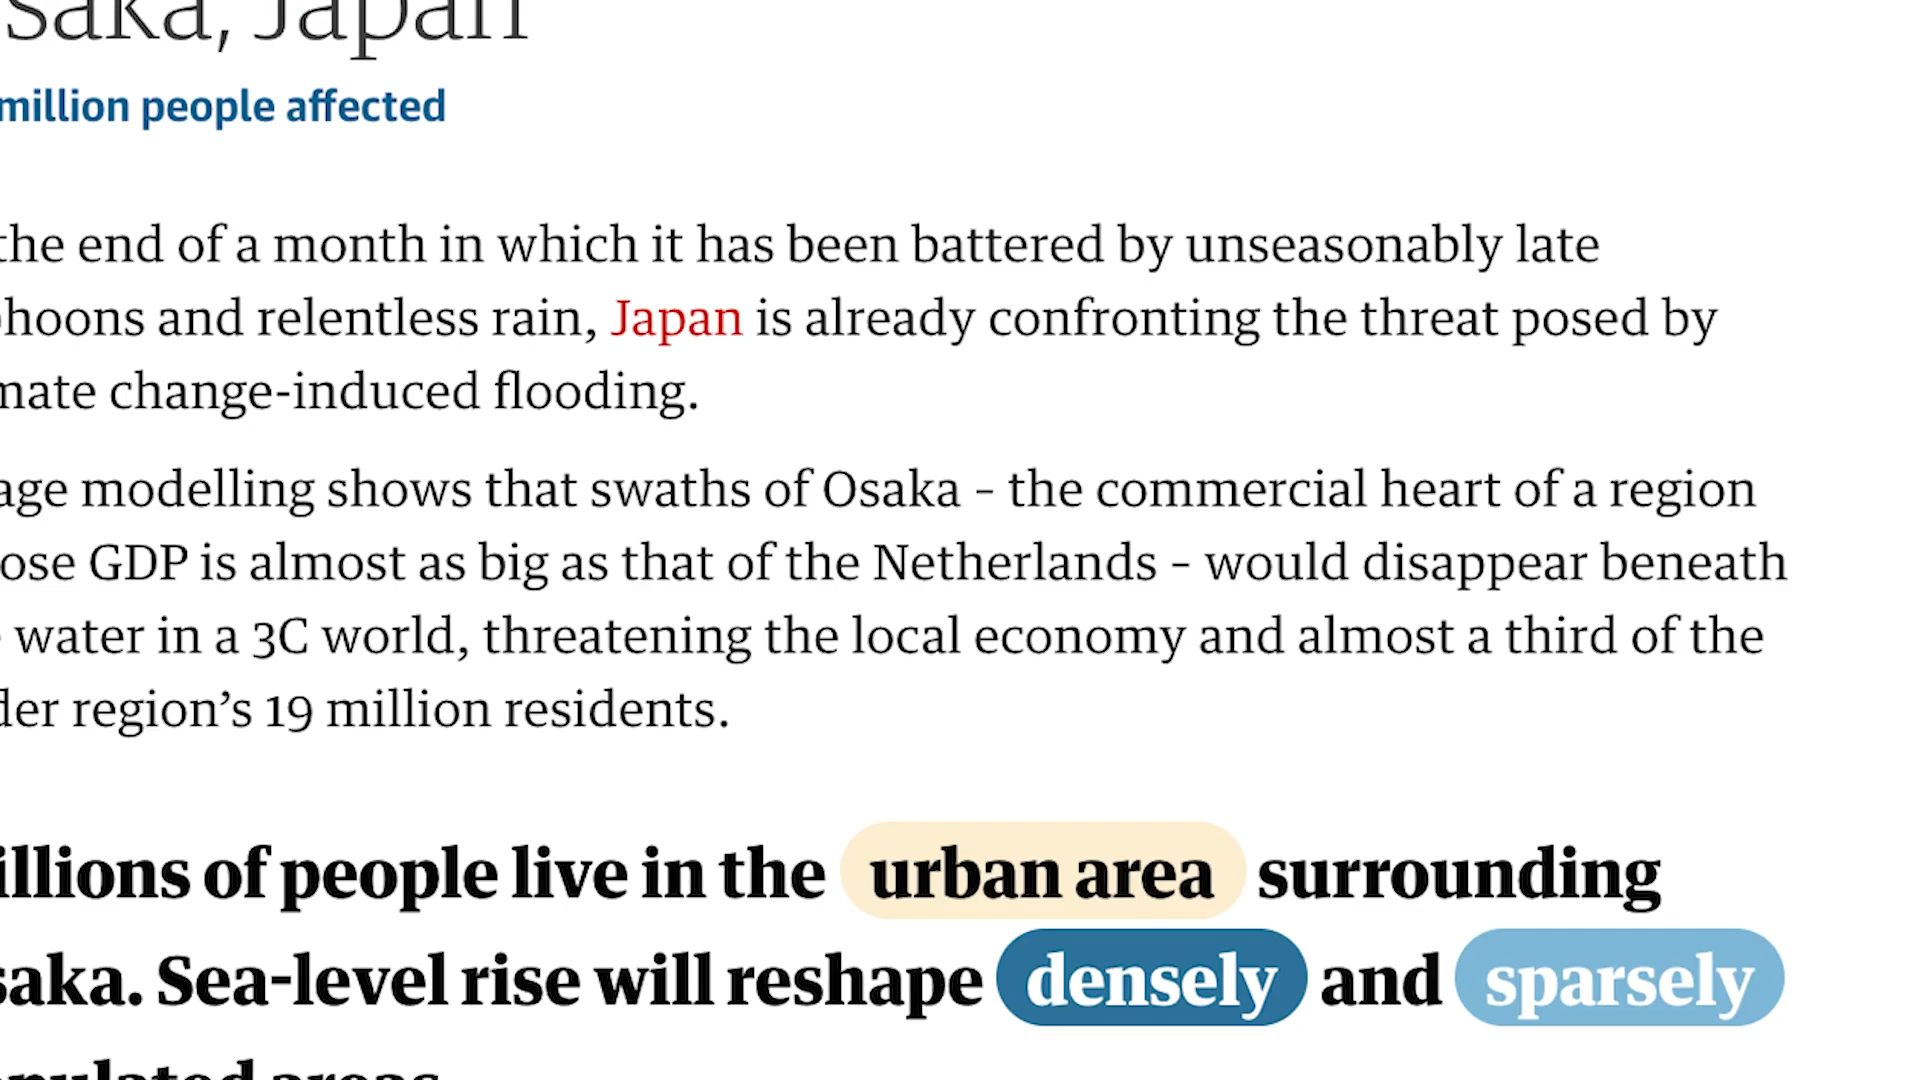 saka, Japan
million people affected
the end of a month in which it has been battered by unseasonably late
hoons and relentless rain, Japan is already confronting the threat posed by
mate change-induced flooding.
age modelling shows that swaths of Osaka – the commercial heart of a region
ose GDP is almost as big as that of the Netherlands – would disappear beneath
water in a 3C world, threatening the local economy and almost a third of the
der region’s 19 million residents.
illions of people live in the urban area surrounding
saka. Sea-level rise will reshape densely and sparsely
pulated areas